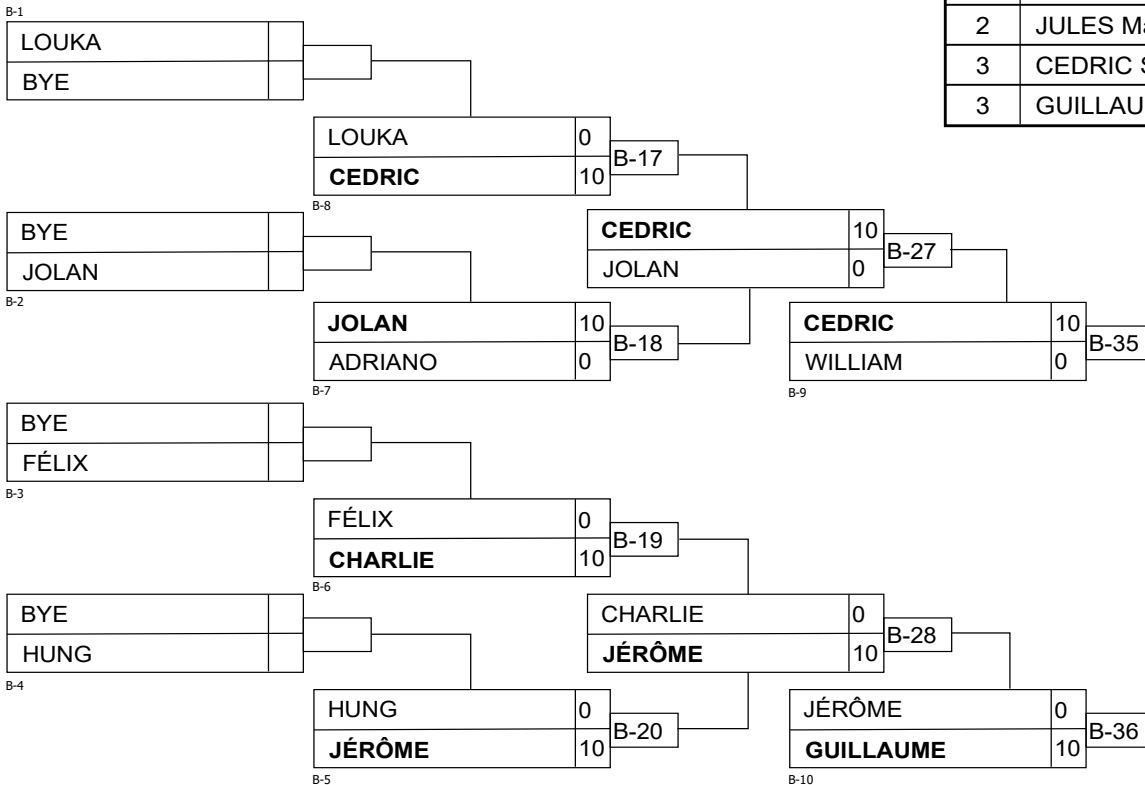 B-1
LOUKA
BYE
2 JULES
3 CEDRIC
3
LOUKA 0
CEDRIC 10
B-17
B-8
BYE
JOLAN
B-2
CEDRIC 10
JOLAN 0
B-27
JOLAN 10
ADRIANO 0
B-18
B-7
CEDRIC 10
WILLIAM 0
B-35
B-9
BYE
FÉLIX
B-3
FÉLIX 0
CHARLIE 10
B-19
B-6
BYE
HUNG
B-4
CHARLIE 0
JÉRÔME 10
B-28
HUNG 0
JÉRÔME 10
B-20
B-5
JÉRÔME 0
GUILLAUME 10
B-36
B-10